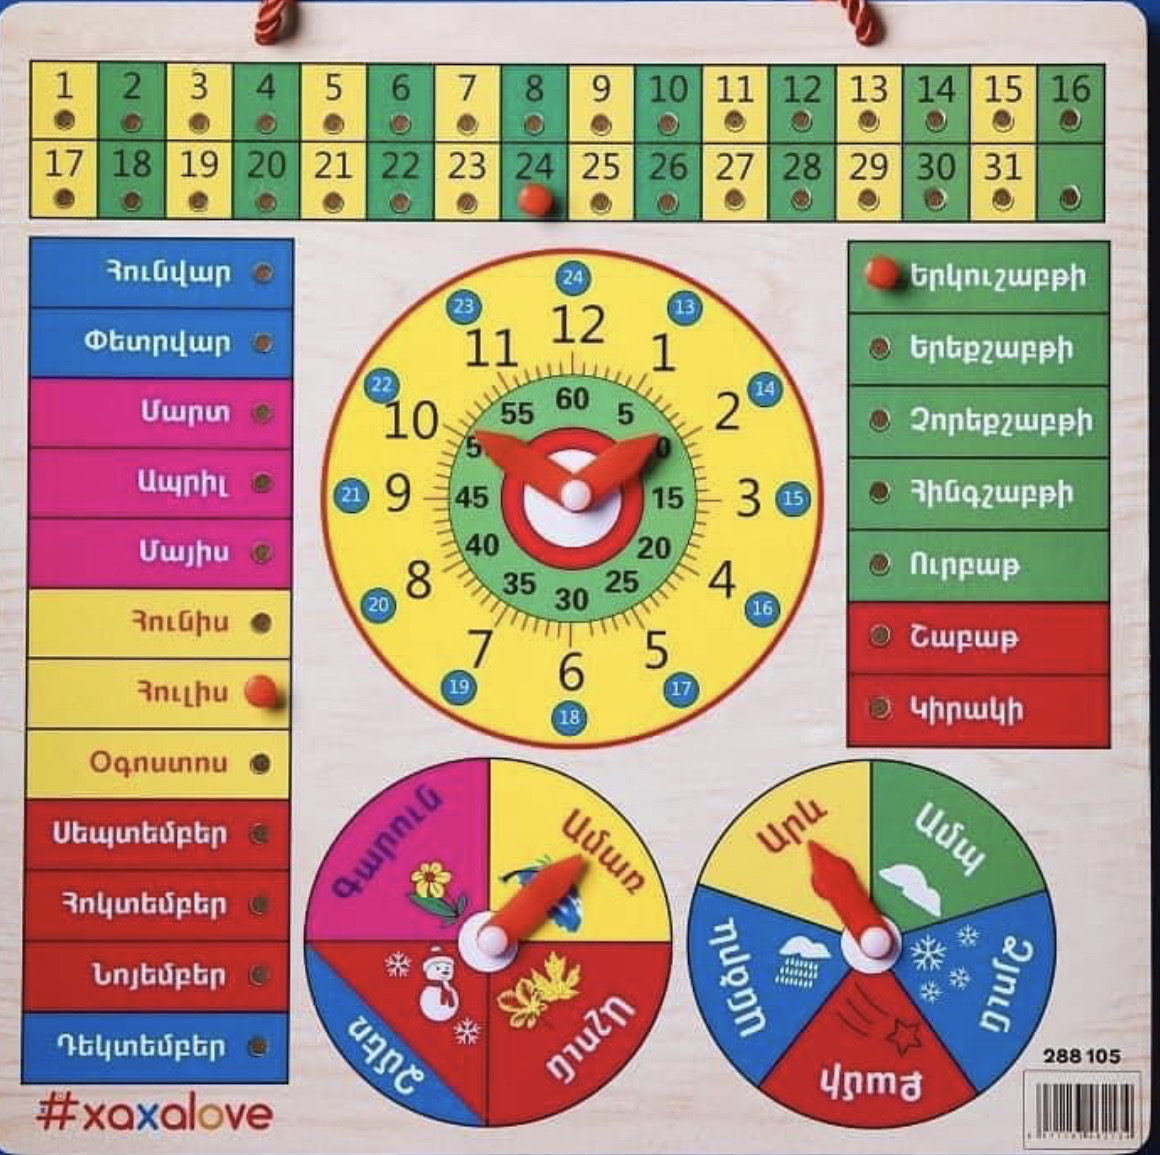 1 2 3 4 5 6 7 8 9 10 11 12 13 14 15 16
17 18 19 20 21 22 23 24 25 26 27 28 29 30 31
Հունվար
Փետրվար
Մարտ
Ապրիլ
Մայիս
Հունիս
Հուլիս
Օգոստոս
Սեպտեմբեր
Հոկտեմբեր
Նոյեմբեր
Դեկտեմբեր
24 13 14 15 16 17 18 19 20 21 22 23
12 1 2 3 4 5 6 7 8 9 10 11
60 5 15 20 25 30 35 40 45 55
Երկուշաբթի
Երեքշաբթի
Չորեքշաբթի
Հինգշաբթի
Ուրբաթ
Շաբաթ
Կիրակի
Գարուն
Ամառ
Աշուն
Ձմեռ
Արև
Ամպ
Ձյուն
Քամի
Անձրև
#xaxalove
288 105